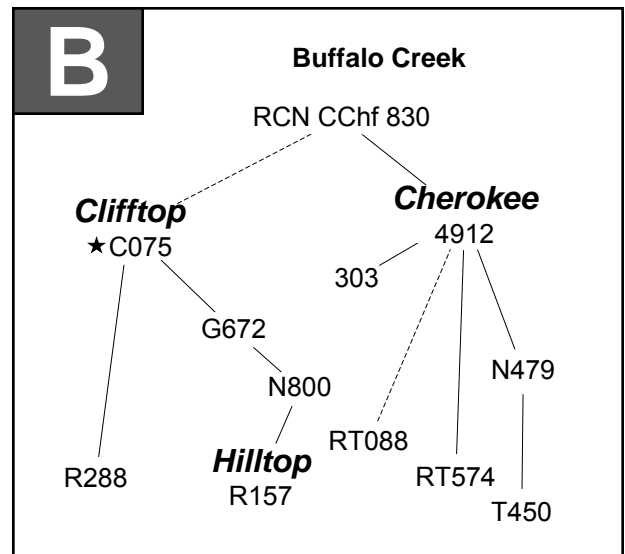 B
Buffalo Creek
RCN CChf 830
Clifftop
★C075
Cherokee
4912
303
G672
N800
N479
RT088
Hilltop
R157
R288
RT574
T450